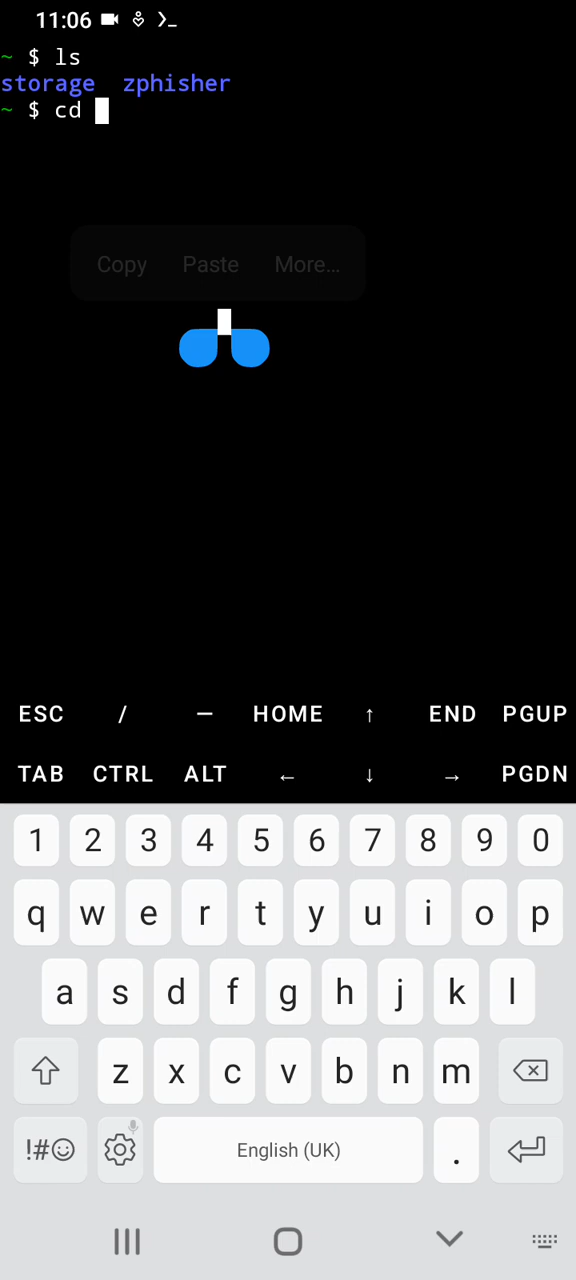 11:06
~ $ ls
storage  zphisher
~ $ cd
Copy Paste More...
ESC / — HOME ↑ END PGUP
TAB CTRL ALT ← ↓ → PGDN
1 2 3 4 5 6 7 8 9 0
q w e r t y u i o p
a s d f g h j k l
z x c v b n m
!#☺ English (UK) .